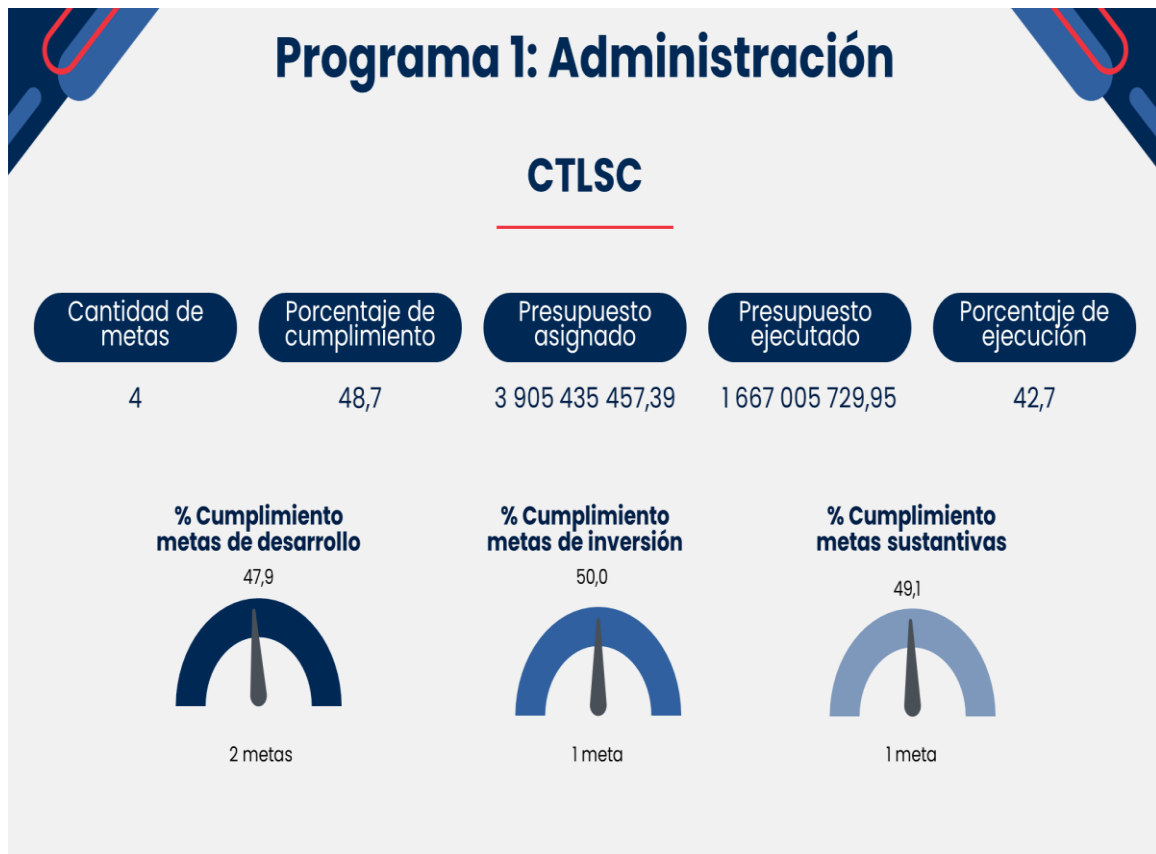 Programa 1: Administración
CTLSC
Cantidad de
metas
Porcentaje de
cumplimiento
Presupuesto
asignado
Presupuesto
ejecutado
Porcentaje de
ejecución
4
48,7
3 905 435 457,39
1 667 005 729,95
42,7
% Cumplimiento
metas de desarrollo
47,9
2 metas
% Cumplimiento
metas de inversión
50,0
1 meta
% Cumplimiento
metas sustantivas
49,1
1 meta